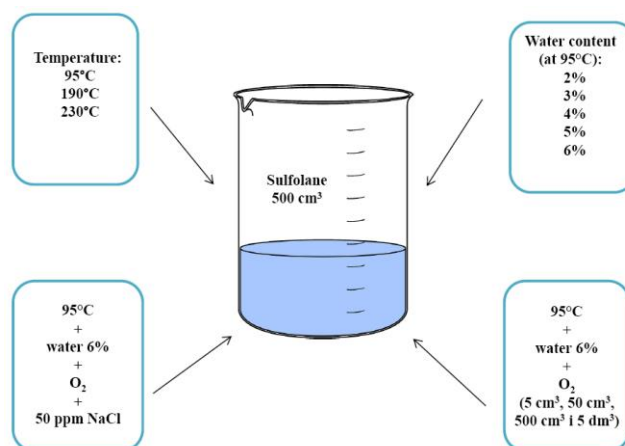 Temperature:
95°C
190°C
230°C
Water content
(at 95°C):
2%
3%
4%
5%
6%
Sulfolane
500 cm³
95°C
+
water 6%
+
O₂
+
50 ppm NaCl
95°C
+
water 6%
+
O₂
(5 cm³, 50 cm³,
500 cm³ i 5 dm³)